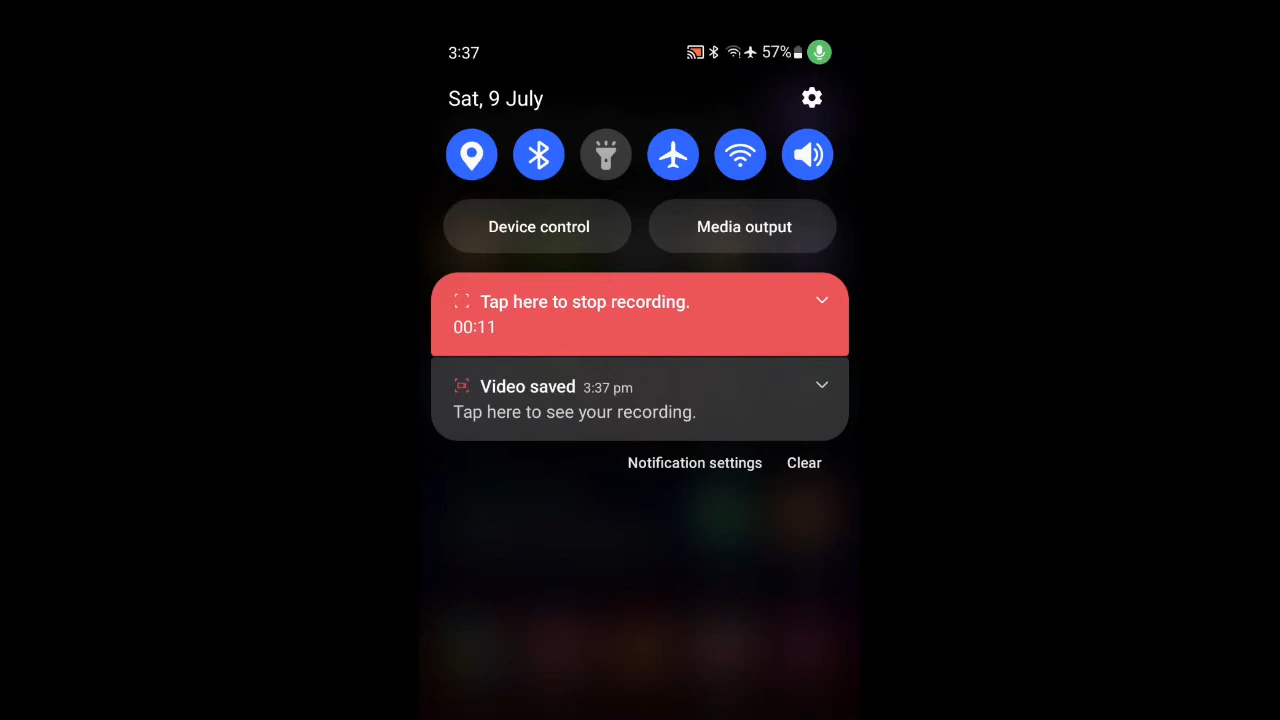 3:37
57%
Sat, 9 July
Device control
Media output
Tap here to stop recording.
00:11
Video saved 3:37 pm
Tap here to see your recording.
Notification settings
Clear